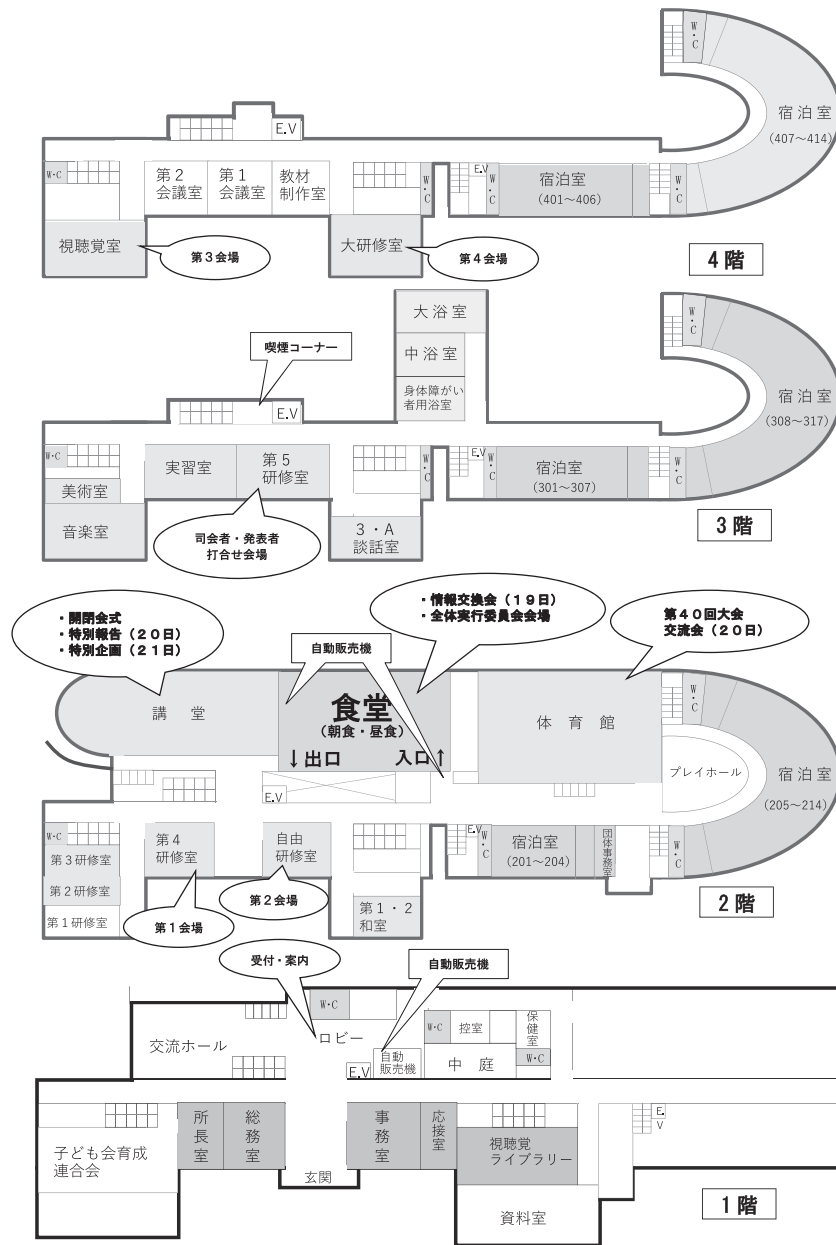 W・C
宿泊室
(407～414)
E.V
W・C
第２
会議室
第１
会議室
教材
制作室
W・C
E.V
W・C
宿泊室
(401～406)
W・C
視聴覚室
第３会場
大研修室
第４会場
４階
大浴室
W・C
喫煙コーナー
中浴室
身体障がい
者用浴室
宿泊室
(308～317)
E.V
W・C
実習室
第５
研修室
W・C
E.V
W・C
宿泊室
(301～307)
W・C
美術室
音楽室
司会者・発表者
打合せ会場
３・A
談話室
３階
・開閉会式
・特別報告（２０日）
・特別企画（２１日）
・情報交換会（１９日）
・全体実行委員会会場
第４０回大会
交流会（２０日）
自動販売機
講堂
食堂
（朝食・昼食）
↓出口
入口↑
体育館
W・C
プレイホール
宿泊室
(205～214)
E.V
W・C
第３研修室
第２研修室
第１研修室
第４
研修室
自由
研修室
E.V
W・C
宿泊室
(201～204)
団体事務室
W・C
第１会場
第２会場
第１・２
和室
２階
受付・案内
自動販売機
W・C
ロビー
交流ホール
E.V
自動
販売機
W・C
控室
保健室
中庭
W・C
所長室
総務室
事務室
応接室
E.V
子ども会育成
連合会
玄関
視聴覚
ライブラリー
資料室
１階